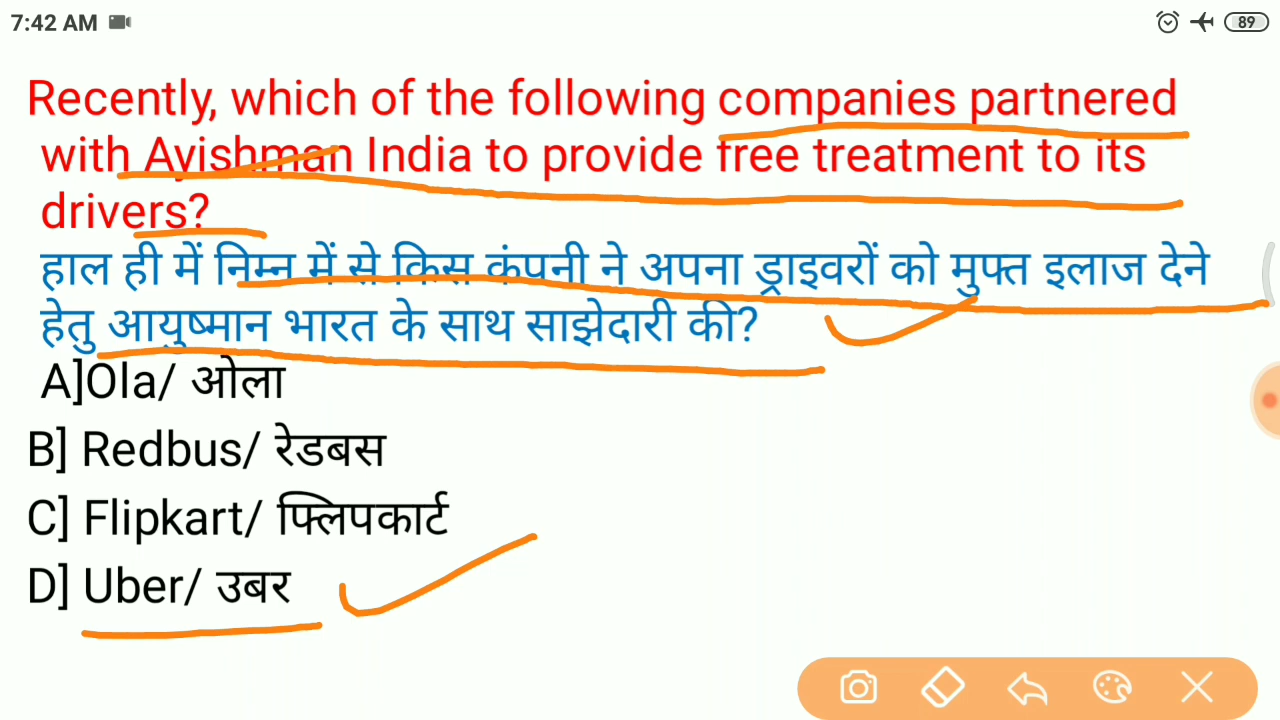 7:42 AM
89
Recently, which of the following companies partnered
with Ayishman India to provide free treatment to its
drivers?
हाल ही में निम्न में से किस कंपनी ने अपना ड्राइवरों को मुफ्त इलाज देने
हेतु आयुष्मान भारत के साथ साझेदारी की?
A]Ola/ ओला
B] Redbus/ रेडबस
C] Flipkart/ फ्लिपकार्ट
D] Uber/ उबर